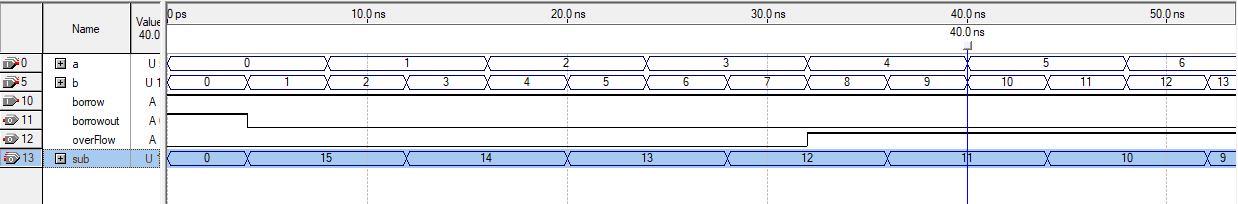 0 ps 10.0 ns 20.0 ns 30.0 ns 40.0 ns 50.0 ns
Name Value 40.0
40.0 ns
0 a U 0 1 2 3 4 5 6
5 b U 1 0 1 2 3 4 5 6 7 8 9 10 11 12 13
10 borrow A
11 borrowout A
12 overFlow A
13 sub U 1 0 15 14 13 12 11 10 9